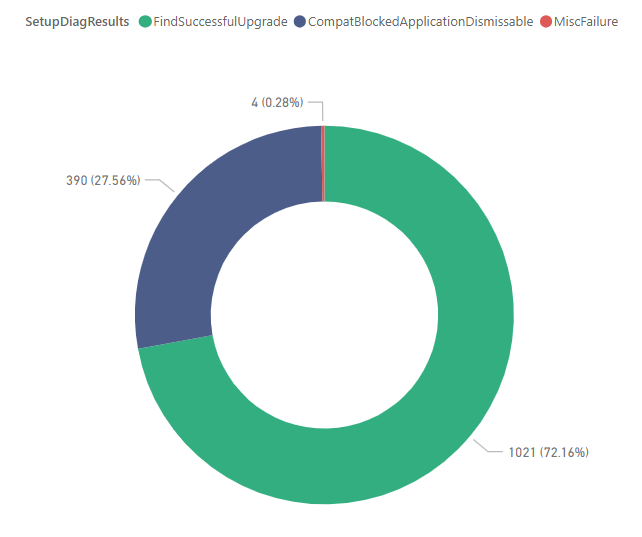 SetupDiagResults FindSuccessfulUpgrade CompatBlockedApplicationDismissable MiscFailure
4 (0.28%)
390 (27.56%)
1021 (72.16%)